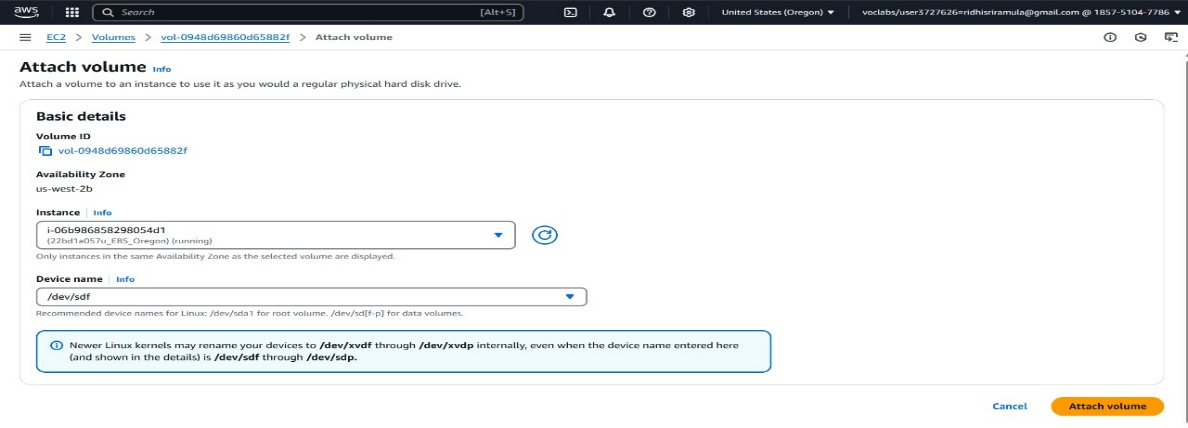 aws Search [Alt+S] United States (Oregon) voclabs/user3727626=ridhisriramula@gmail.com @ 1857-5104-7786
EC2 > Volumes > vol-0948d69860d65882f > Attach volume
Attach volume Info
Attach a volume to an instance to use it as you would a regular physical hard disk drive.
Basic details
Volume ID
vol-0948d69860d65882f
Availability Zone
us-west-2b
Instance | Info
i-06b986858298054d1
(22bd1a057u_EBS_Oregon) (running)
Only instances in the same Availability Zone as the selected volume are displayed.
Device name | Info
/dev/sdf
Recommended device names for Linux: /dev/sda1 for root volume. /dev/sd[f-p] for data volumes.
Newer Linux kernels may rename your devices to /dev/xvdf through /dev/xvdp internally, even when the device name entered here
(and shown in the details) is /dev/sdf through /dev/sdp.
Cancel Attach volume